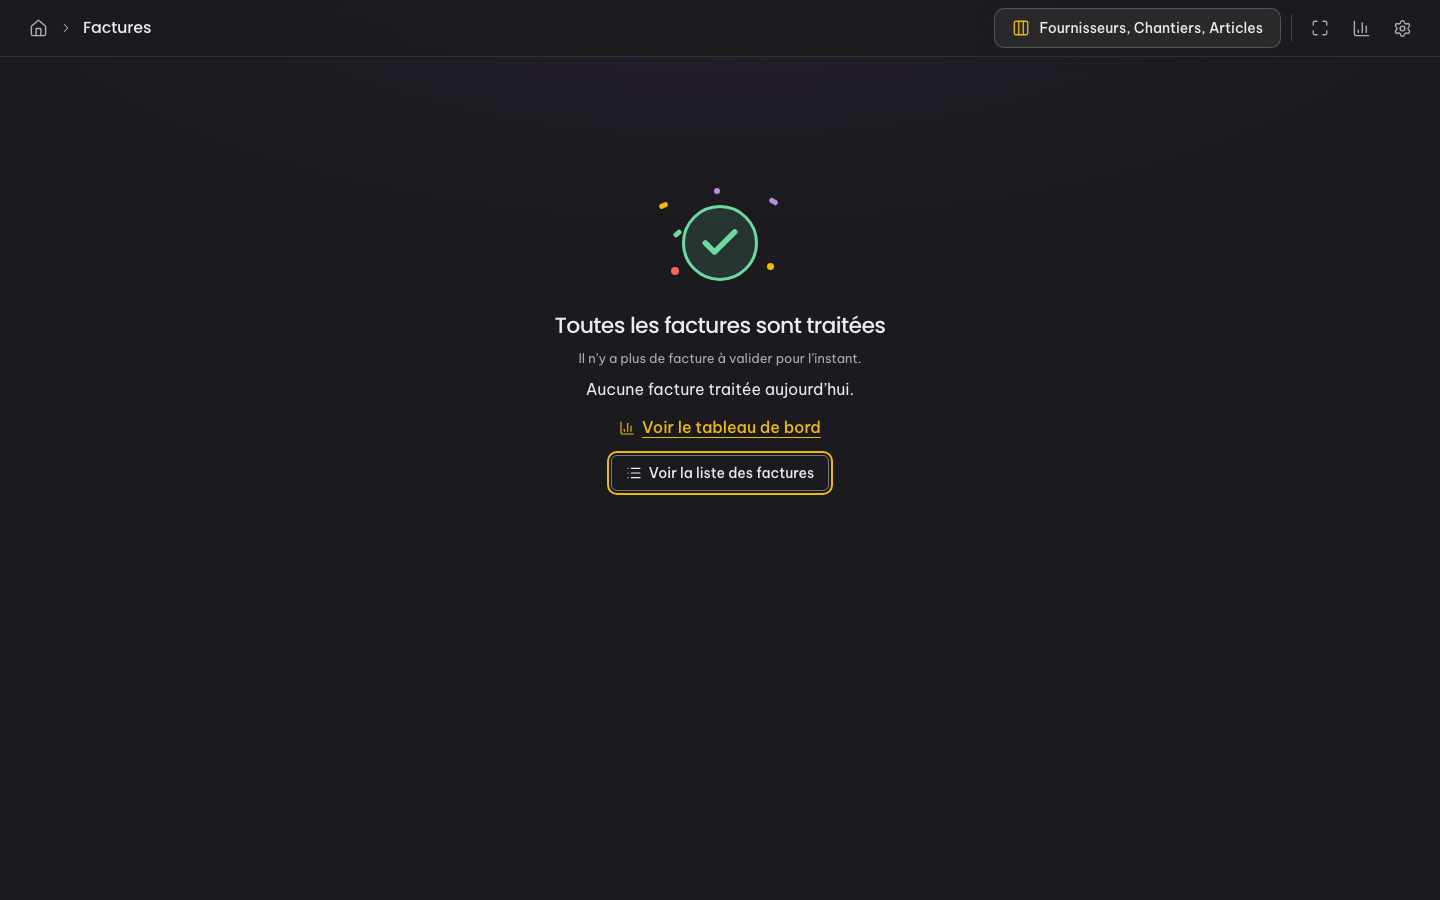 Factures
Fournisseurs, Chantiers, Articles
Toutes les factures sont traitées
Il n’y a plus de facture à valider pour l’instant.
Aucune facture traitée aujourd’hui.
Voir le tableau de bord
Voir la liste des factures